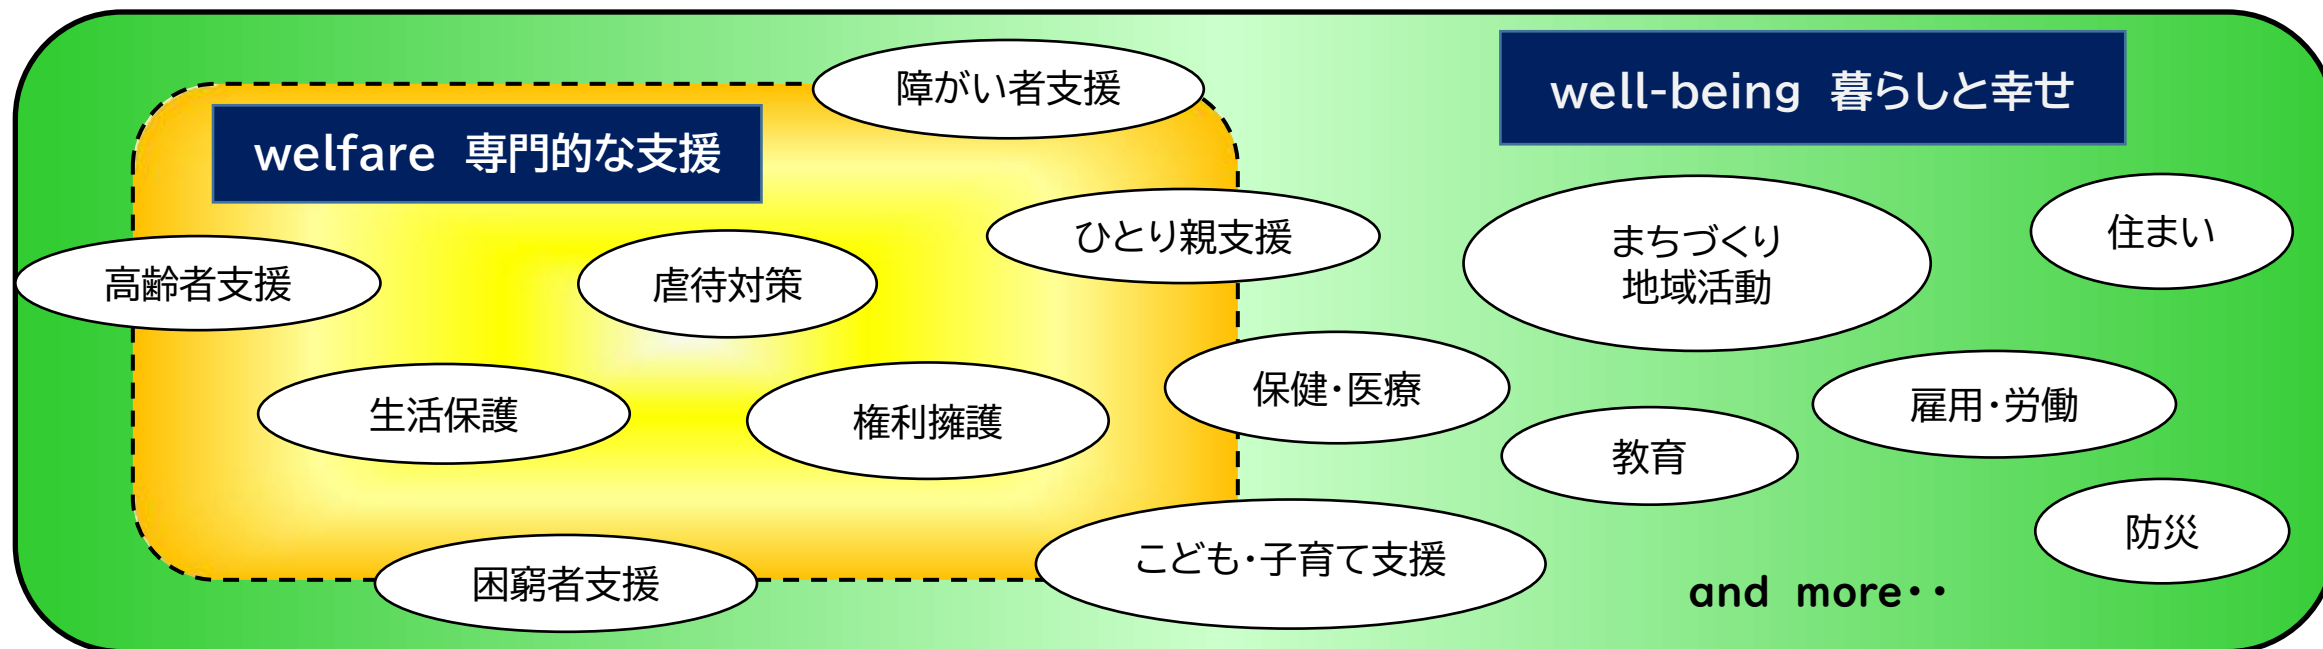 障がい者支援
well-being 暮らしと幸せ
welfare 専門的な支援
ひとり親支援
まちづくり
地域活動
住まい
高齢者支援
虐待対策
保健・医療
雇用・労働
生活保護
権利擁護
教育
こども・子育て支援
防災
困窮者支援
and more・・